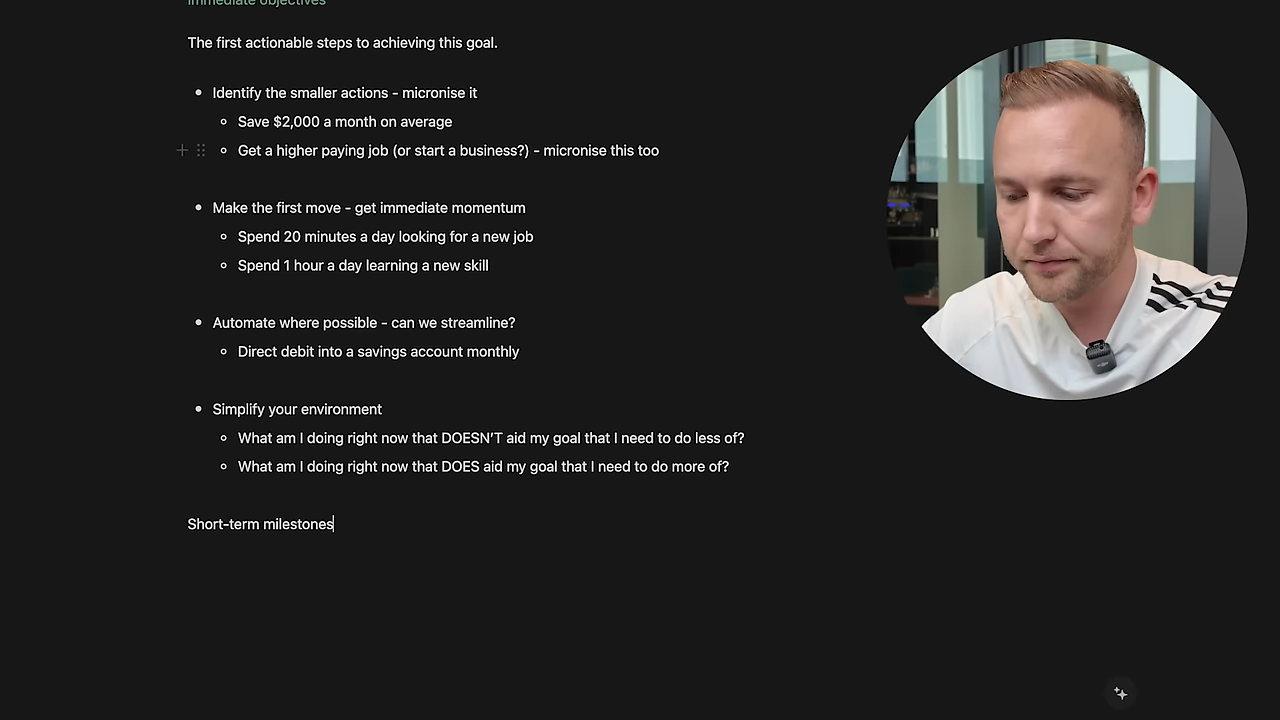 Immediate objectives
The first actionable steps to achieving this goal.
Identify the smaller actions - micronise it
Save $2,000 a month on average
Get a higher paying job (or start a business?) - micronise this too
Make the first move - get immediate momentum
Spend 20 minutes a day looking for a new job
Spend 1 hour a day learning a new skill
Automate where possible - can we streamline?
Direct debit into a savings account monthly
Simplify your environment
What am I doing right now that DOESN'T aid my goal that I need to do less of?
What am I doing right now that DOES aid my goal that I need to do more of?
Short-term milestones